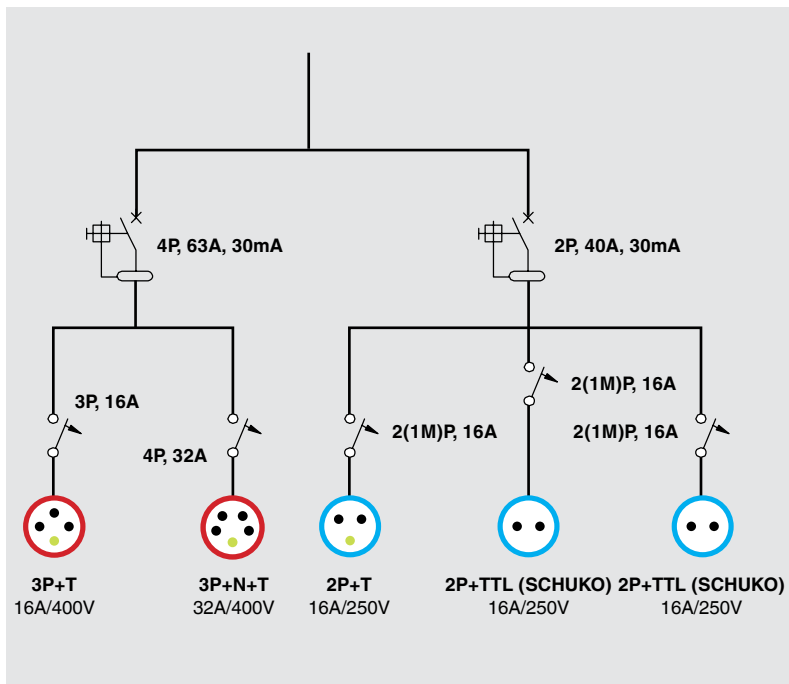 4P, 63A, 30mA
2P, 40A, 30mA
3P, 16A
4P, 32A
2(1M)P, 16A
2(1M)P, 16A
2(1M)P, 16A
3P+T
16A/400V
3P+N+T
32A/400V
2P+T
16A/250V
2P+TTL (SCHUKO)
16A/250V
2P+TTL (SCHUKO)
16A/250V